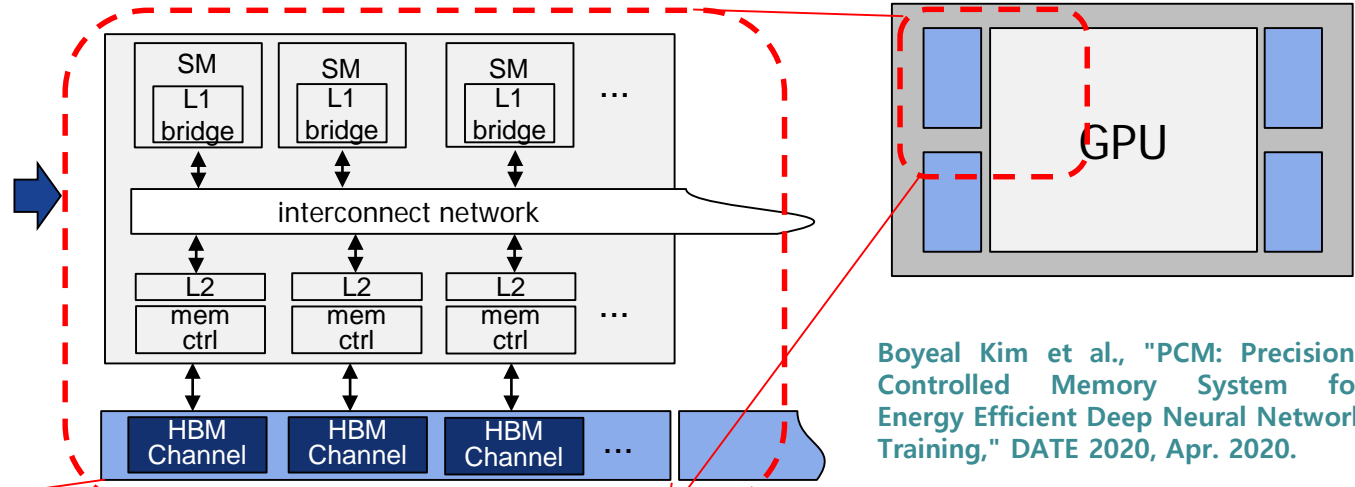 SM
L1
bridge
SM
L1
bridge
SM
L1
bridge
...
interconnect network
L2
mem
ctrl
L2
mem
ctrl
L2
mem
ctrl
...
HBM
Channel
HBM
Channel
HBM
Channel
...
GPU
Boyeal Kim et al., "PCM: Precision
Controlled Memory System fo
Energy Efficient Deep Neural Network
Training," DATE 2020, Apr. 2020.